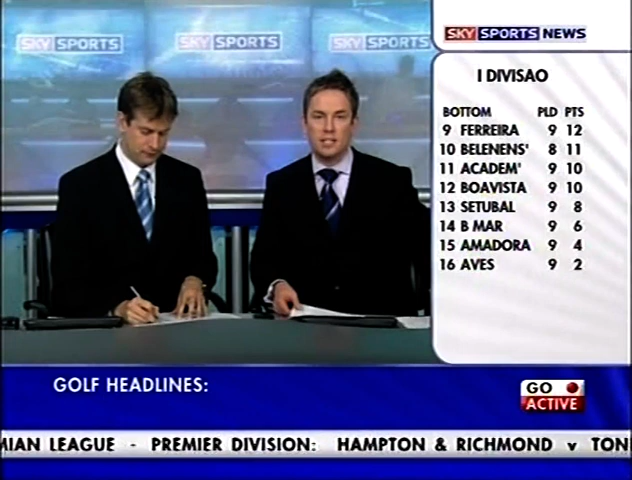 SKY SPORTS
SKY SPORTS
SKY SPORTS
SKY SPORTS NEWS
I DIVISAO
BOTTOM PLD PTS
9 FERREIRA 9 12
10 BELENENS' 8 11
11 ACADEM' 9 10
12 BOAVISTA 9 10
13 SETUBAL 9 8
14 B MAR 9 6
15 AMADORA 9 4
16 AVES 9 2
GOLF HEADLINES:
GO
ACTIVE
MIAN LEAGUE - PREMIER DIVISION: HAMPTON & RICHMOND v TON